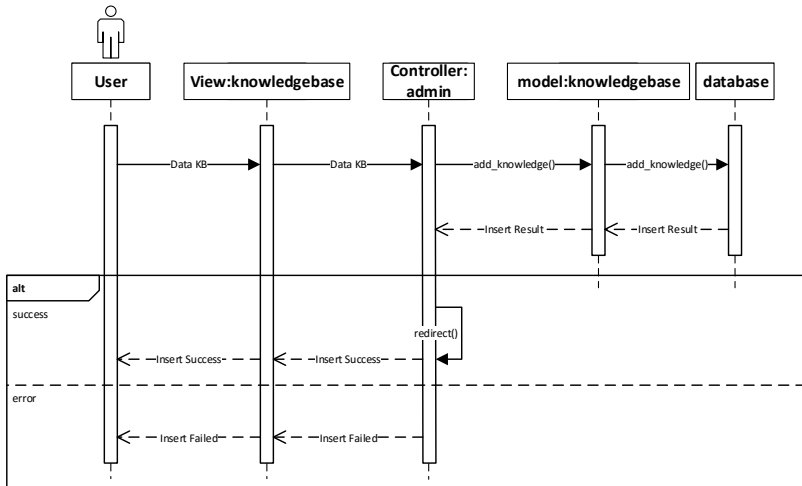 User
View:knowledgebase
Controller:
admin
model:knowledgebase
database
Data KB
Data KB
add_knowledge()
add_knowledge()
Insert Result
Insert Result
alt
success
redirect()
Insert Success
Insert Success
error
Insert Failed
Insert Failed